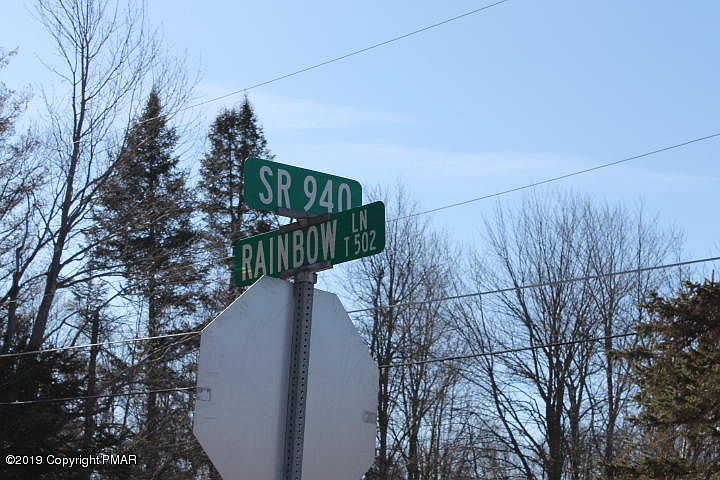 SR 940
RAINBOW LN
T 502
©2019 Copyright PMAR